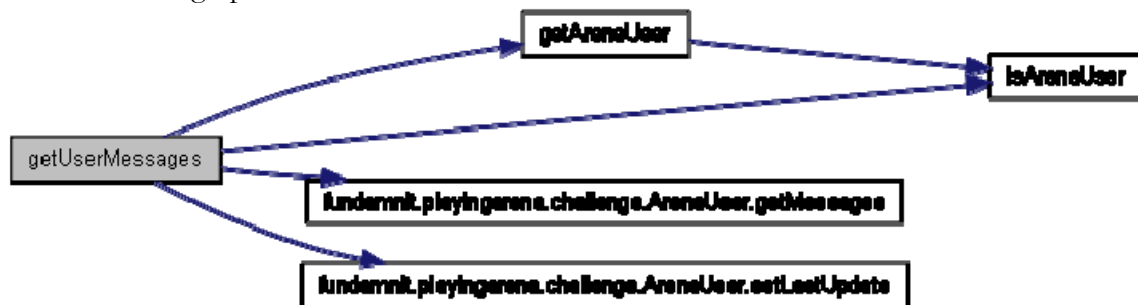 getArenaUser
isArenaUser
getUserMessages
fundamnit.playingarena.challenge.ArenaUser.getMessages
fundamnit.playingarena.challenge.ArenaUser.setLastUpdate